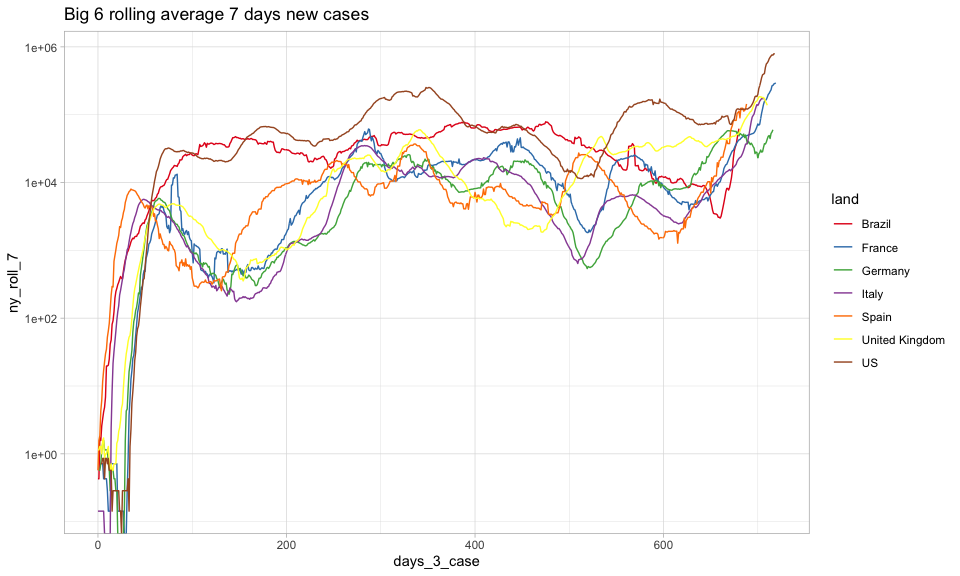 Big 6 rolling average 7 days new cases
1e+06
1e+04
1e+02
1e+00
ny_roll_7
0
200
400
600
days_3_case
land
Brazil
France
Germany
Italy
Spain
United Kingdom
US